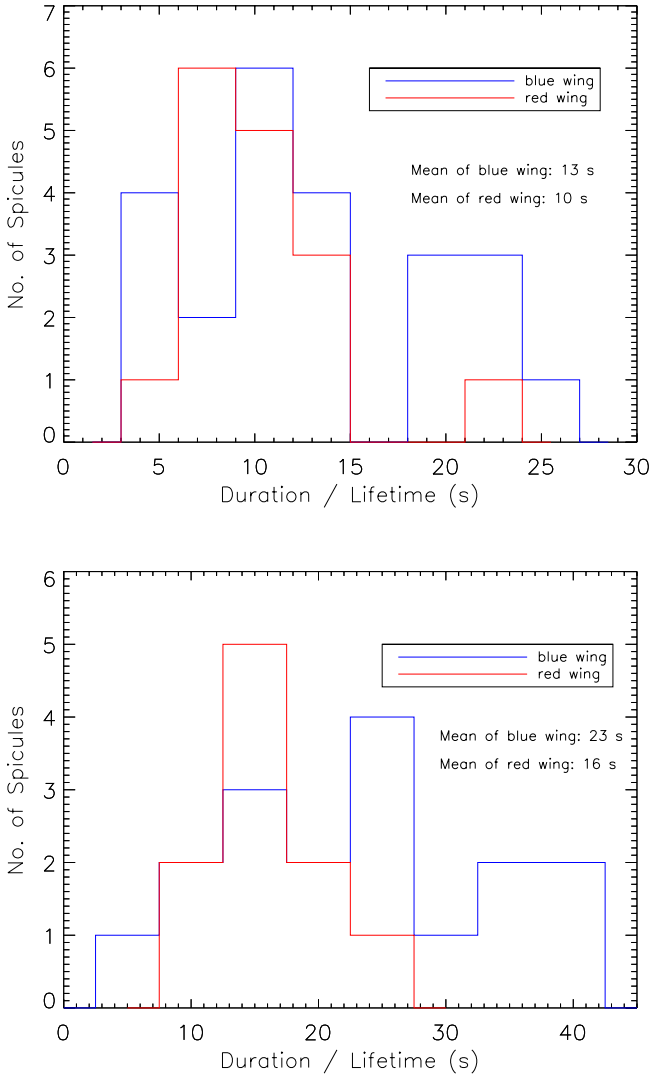 7
6
blue wing
red wing
5
Mean of blue wing: 13 s
4
Mean of red wing: 10 s
3
2
1
0
No. of Spicules
0 5 10 15 20 25 30
Duration / Lifetime (s)
6
5
blue wing
red wing
4
Mean of blue wing: 23 s
Mean of red wing: 16 s
3
2
1
0
No. of Spicules
0 10 20 30 40
Duration / Lifetime (s)